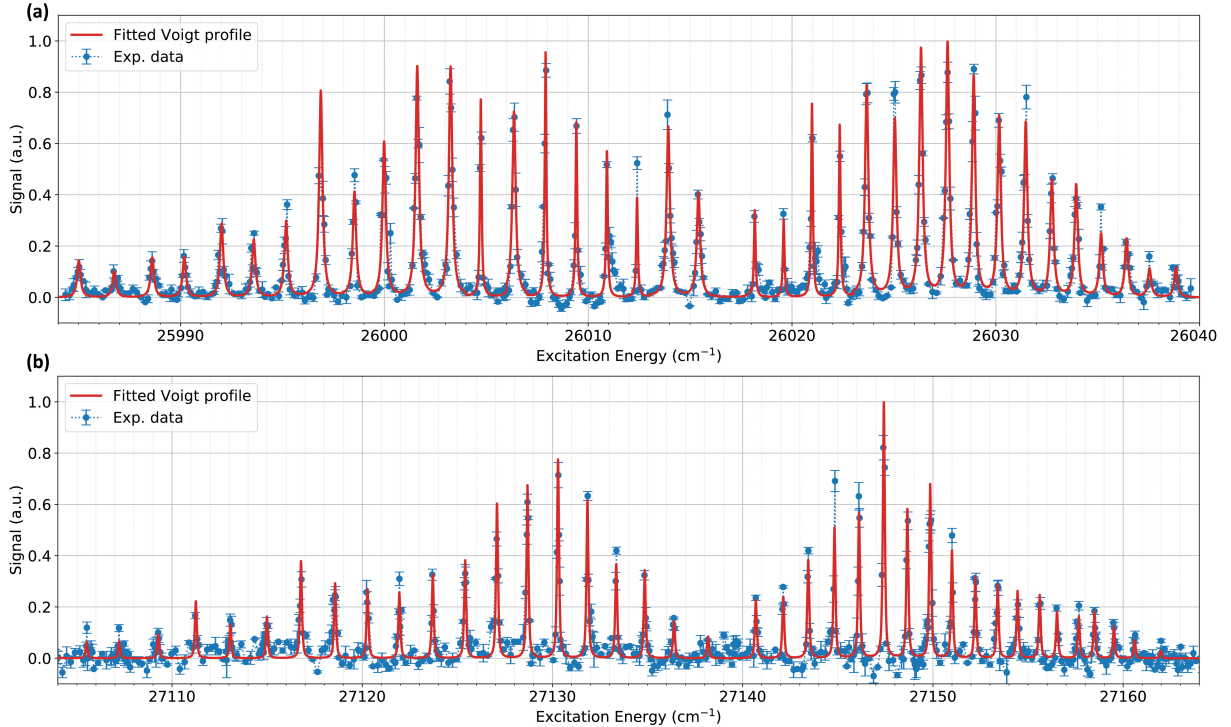 (a)
Fitted Voigt profile
Exp. data
1.0
0.8
0.6
0.4
0.2
0.0
Signal (a.u.)
25990 26000 26010 26020 26030 26040
Excitation Energy (cm⁻¹)
(b)
Fitted Voigt profile
Exp. data
1.0
0.8
0.6
0.4
0.2
0.0
Signal (a.u.)
27110 27120 27130 27140 27150 27160
Excitation Energy (cm⁻¹)